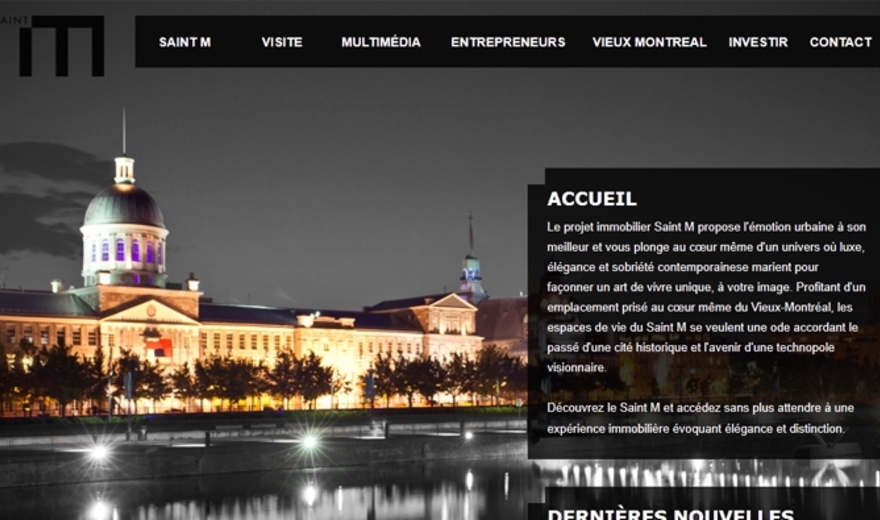 SAINT
m
SAINT M VISITE MULTIMÉDIA ENTREPRENEURS VIEUX MONTREAL INVESTIR CONTACT
ACCUEIL
Le projet immobilier Saint M propose l'émotion urbaine à son
meilleur et vous plonge au cœur même d'un univers où luxe,
élégance et sobriété contemporainese marient pour
façonner un art de vivre unique, à votre image. Profitant d'un
emplacement prisé au cœur même du Vieux-Montréal, les
espaces de vie du Saint M se veulent une ode accordant le
passé d'une cité historique et l'avenir d'une technopole
visionnaire.
Découvrez le Saint M et accédez sans plus attendre à une
expérience immobilière évoquant élégance et distinction.
DERNIÈRES NOUVELLES